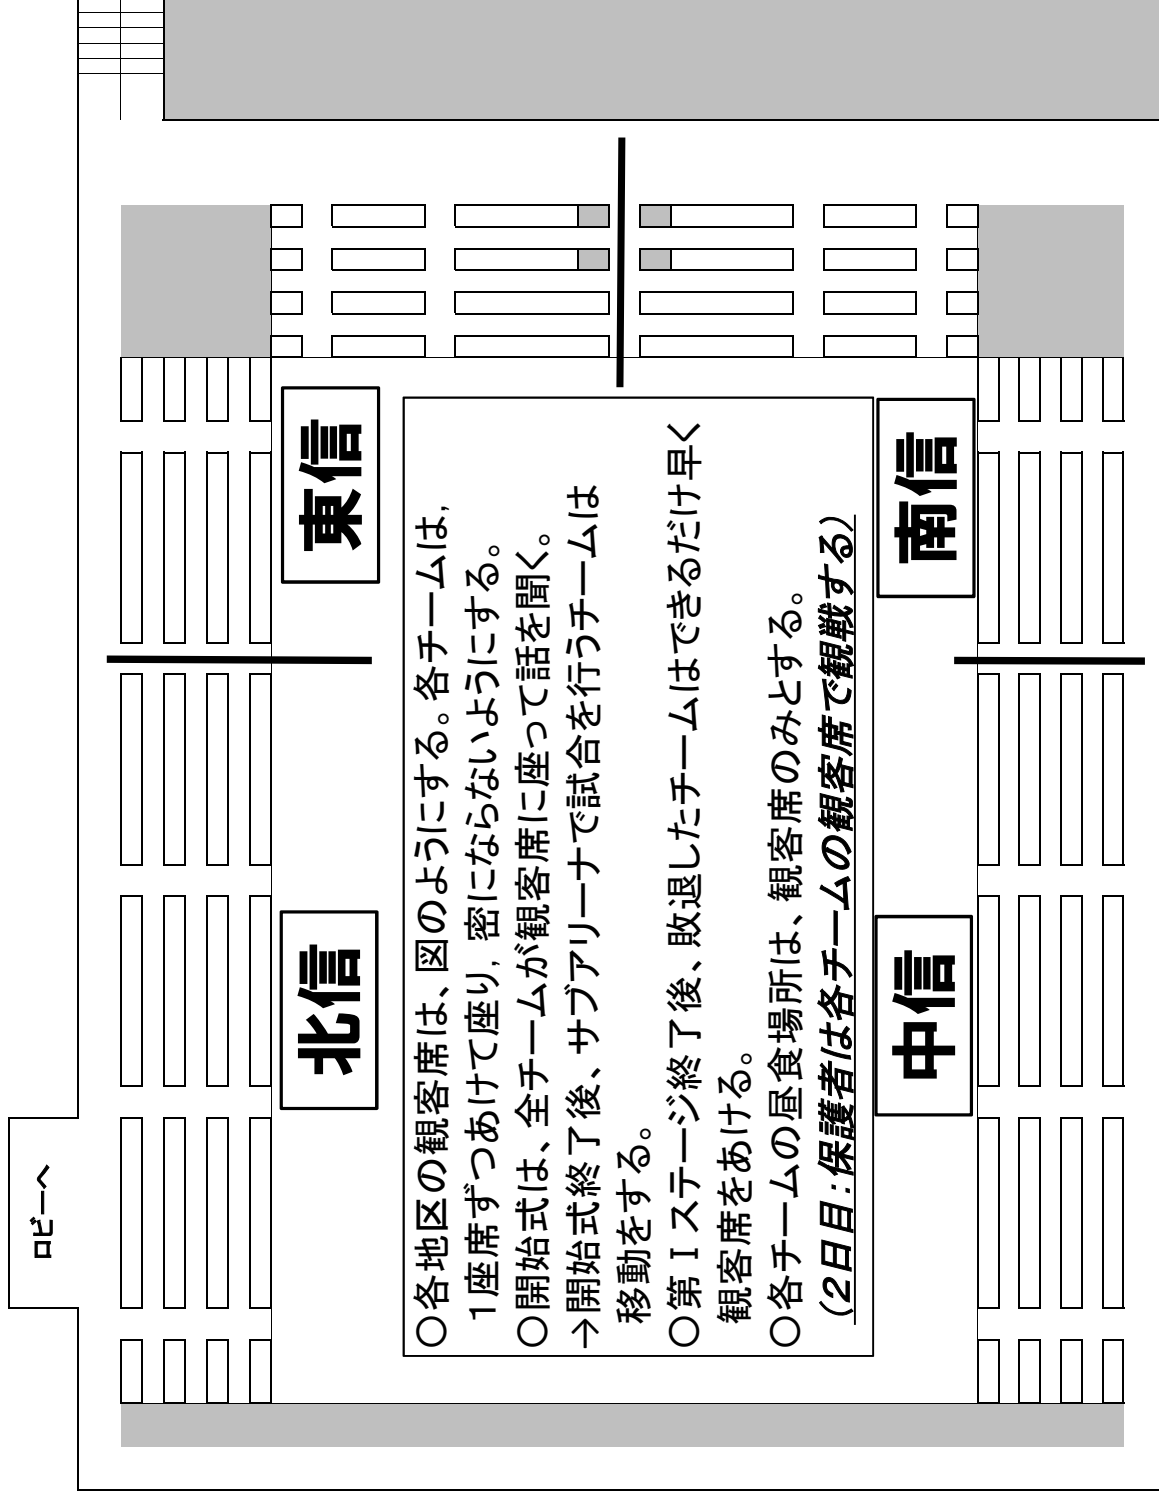 ロビーへ
北信
東信
○各地区の観客席は、図のようにする。各チームは，
１座席ずつあけて座り，密にならないようにする。
○開始式は、全チームが観客席に座って話を聞く。
→開始式終了後、サブアリーナで試合を行うチームは
移動をする。
○第Ⅰステージ終了後、敗退したチームはできるだけ早く
観客席をあける。
○各チームの昼食場所は、観客席のみとする。
（２日目：保護者は各チームの観客席で観戦する）
中信
南信